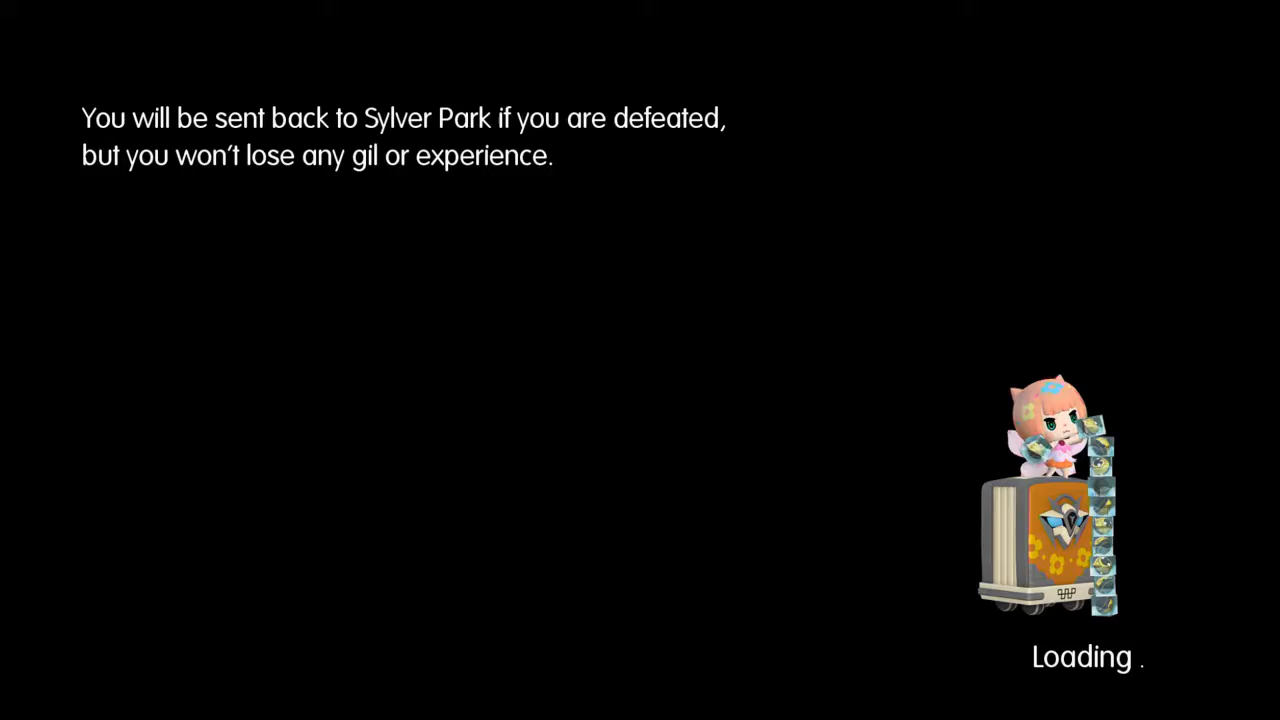 You will be sent back to Sylver Park if you are defeated,
but you won't lose any gil or experience.
Loading .